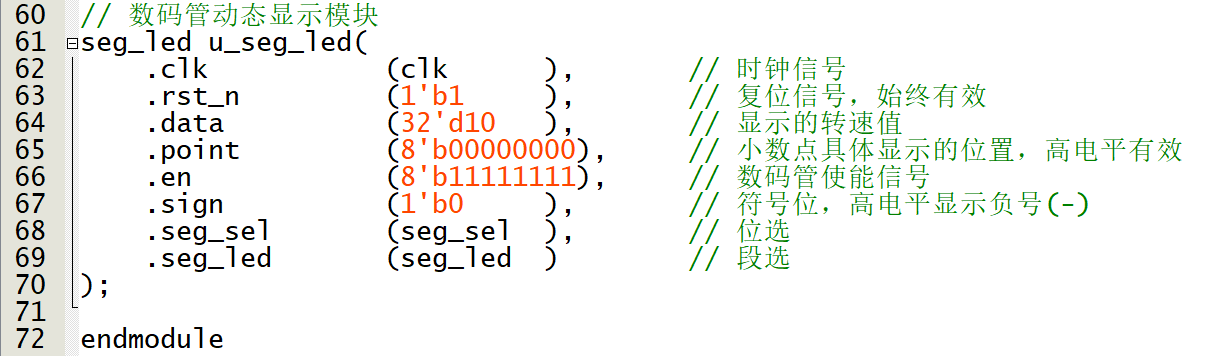 60 // 数码管动态显示模块
61 seg_led u_seg_led(
62     .clk           (clk      ),       // 时钟信号
63     .rst_n         (1'b1     ),       // 复位信号，始终有效
64     .data          (32'd10   ),       // 显示的转速值
65     .point         (8'b00000000),     // 小数点具体显示的位置，高电平有效
66     .en            (8'b11111111),     // 数码管使能信号
67     .sign          (1'b0     ),       // 符号位，高电平显示负号(-)
68     .seg_sel       (seg_sel  ),       // 位选
69     .seg_led       (seg_led  )        // 段选
70 );
71
72 endmodule